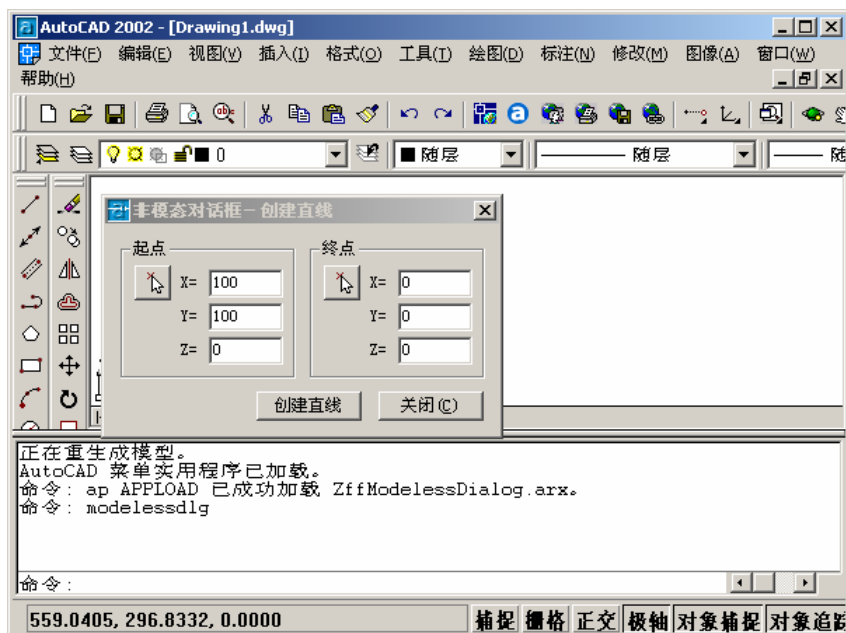 AutoCAD 2002 - [Drawing1.dwg]
文件(F) 编辑(E) 视图(V) 插入(I) 格式(O) 工具(T) 绘图(D) 标注(N) 修改(M) 图像(A) 窗口(W)
帮助(H)
0 随层 随层
非模态对话框－创建直线
起点 终点
X= 100 X= 0
Y= 100 Y= 0
Z= 0 Z= 0
创建直线 关闭(C)
正在重生成模型。
AutoCAD 菜单实用程序已加载。
命令: ap APPLOAD 已成功加载 ZffModelessDialog.arx。
命令: modelessdlg
命令:
559.0405, 296.8332, 0.0000 捕捉 栅格 正交 极轴 对象捕捉 对象追踪